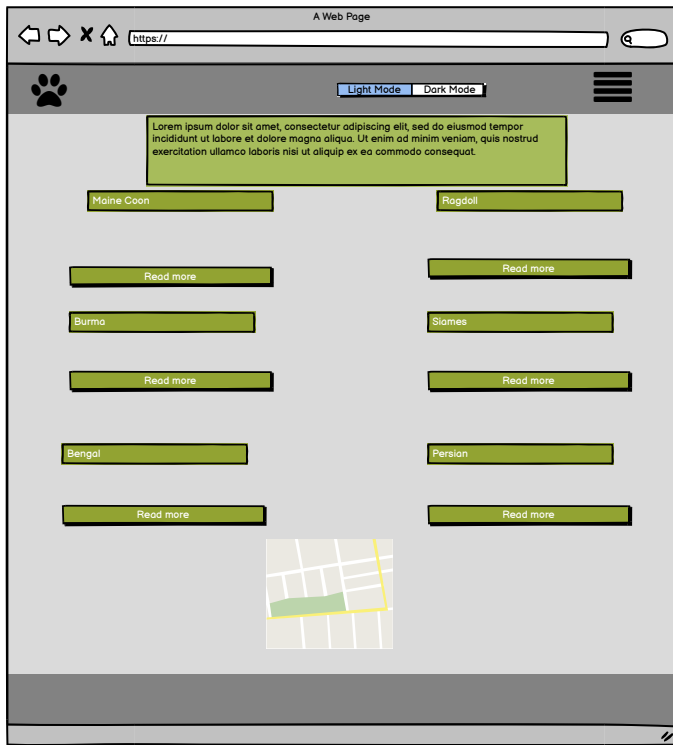 A Web Page
https://
Light Mode Dark Mode
Lorem ipsum dolor sit amet, consectetur adipiscing elit, sed do eiusmod tempor
incididunt ut labore et dolore magna aliqua. Ut enim ad minim veniam, quis nostrud
exercitation ullamco laboris nisi ut aliquip ex ea commodo consequat.
Maine Coon
Ragdoll
Read more
Read more
Burma
Siames
Read more
Read more
Bengal
Persian
Read more
Read more